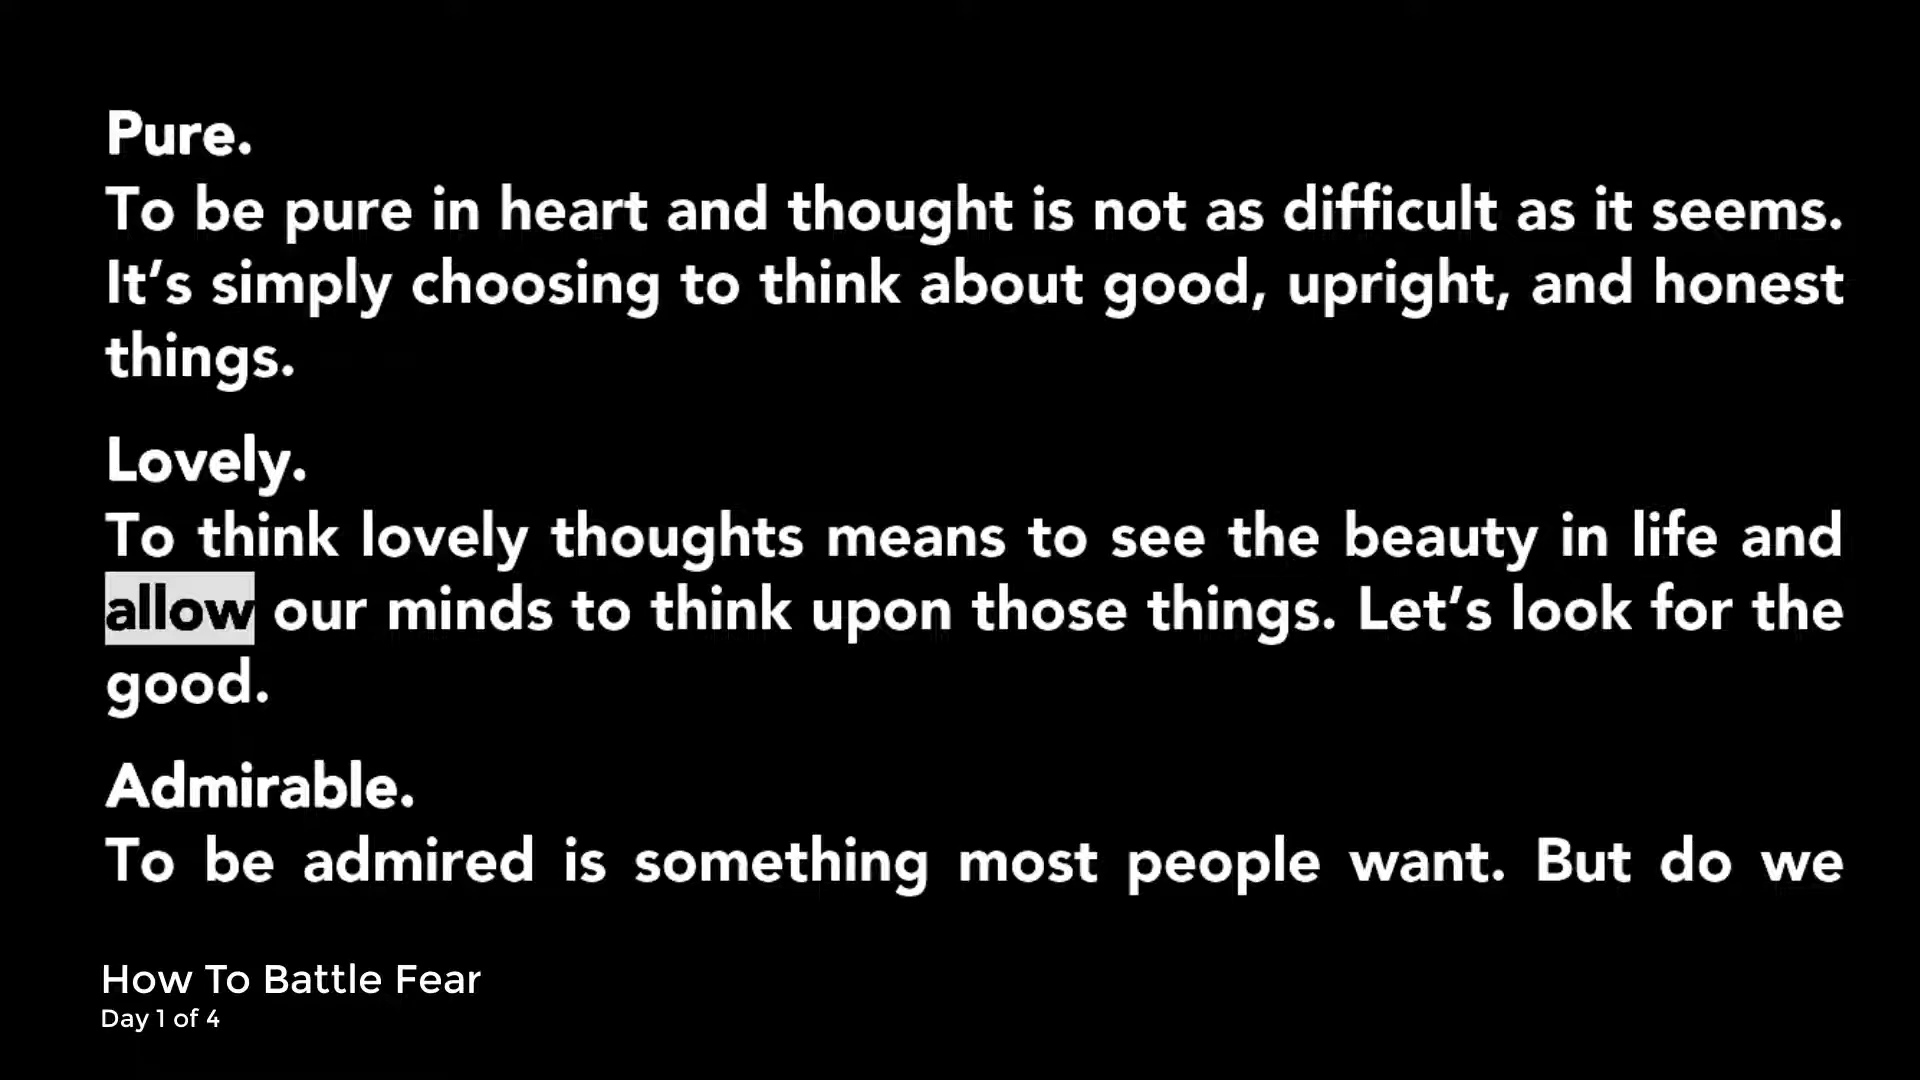 Pure.
To be pure in heart and thought is not as difficult as it seems.
It’s simply choosing to think about good, upright, and honest
things.
Lovely.
To think lovely thoughts means to see the beauty in life and
allow our minds to think upon those things. Let’s look for the
good.
Admirable.
To be admired is something most people want. But do we
How To Battle Fear
Day 1 of 4